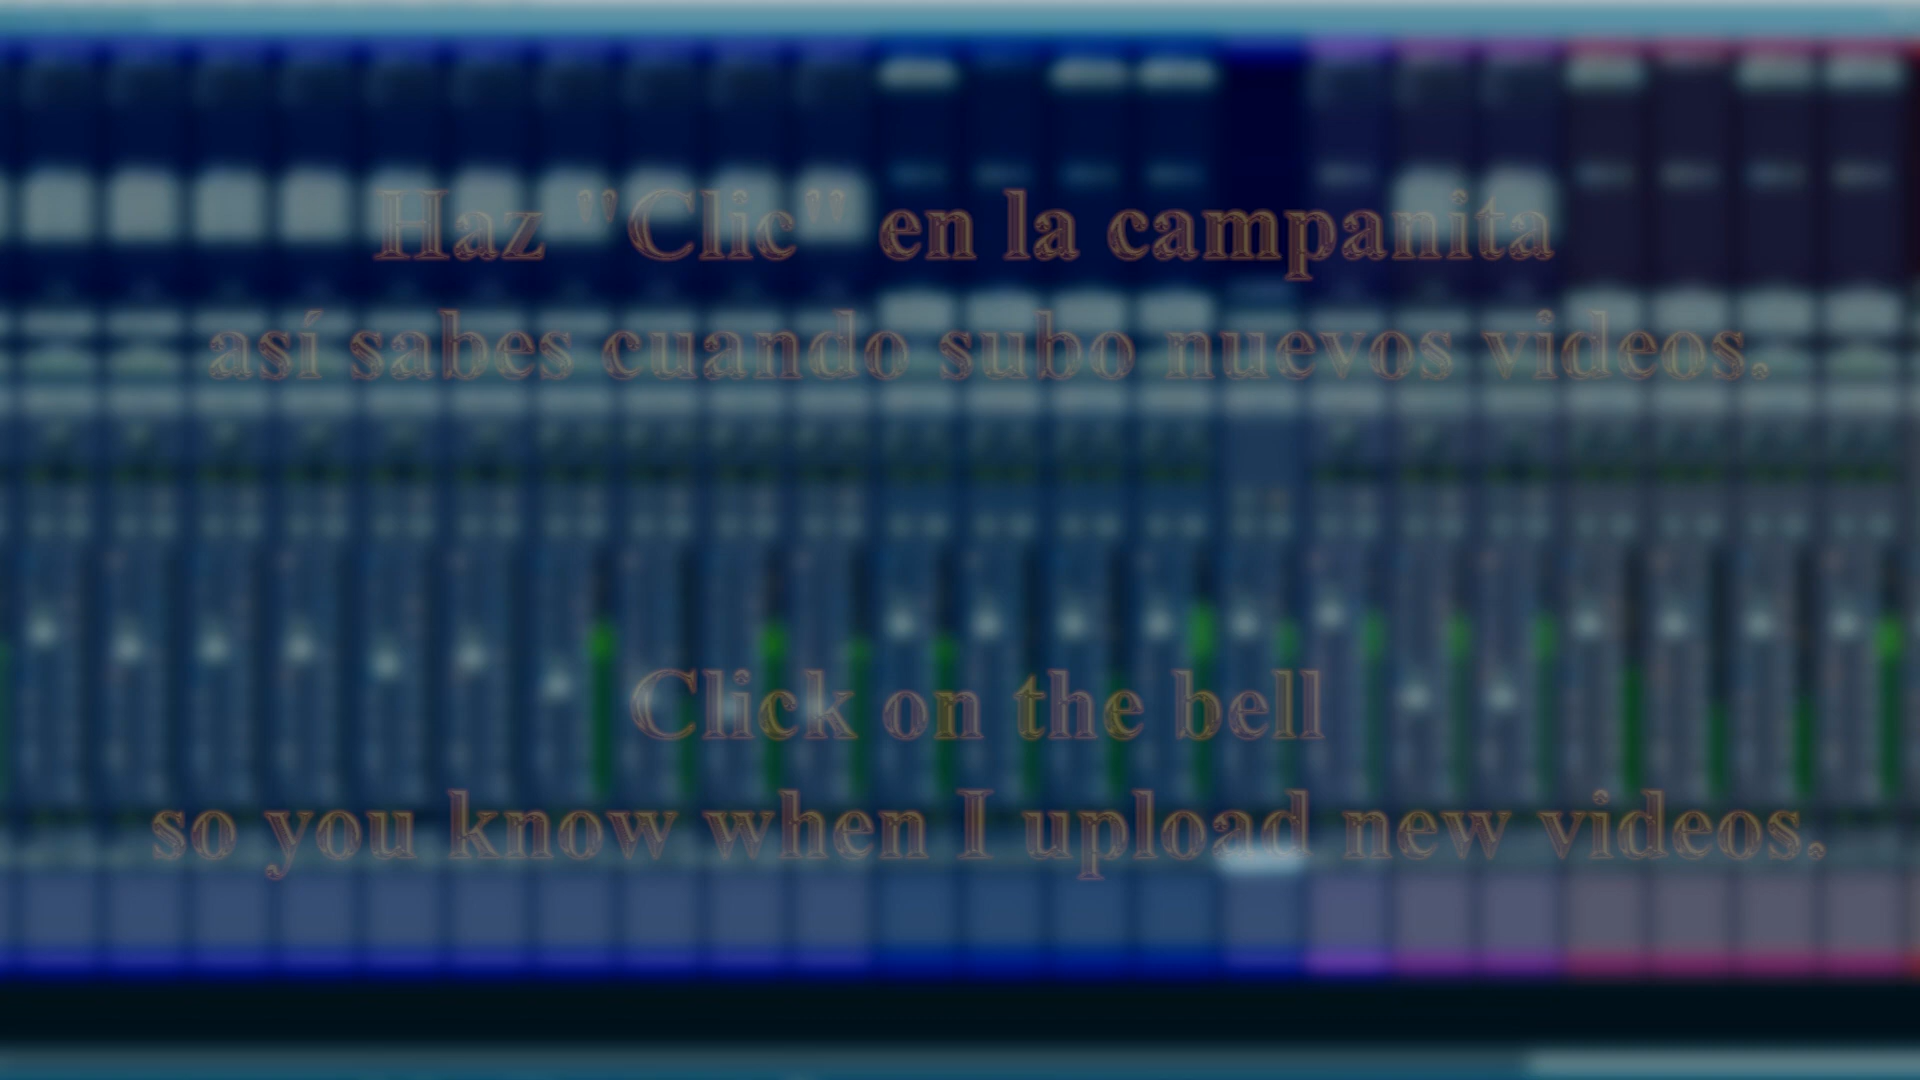 Haz "Clic" en la campanita
así sabes cuando subo nuevos videos.
Click on the bell
so you know when I upload new videos.